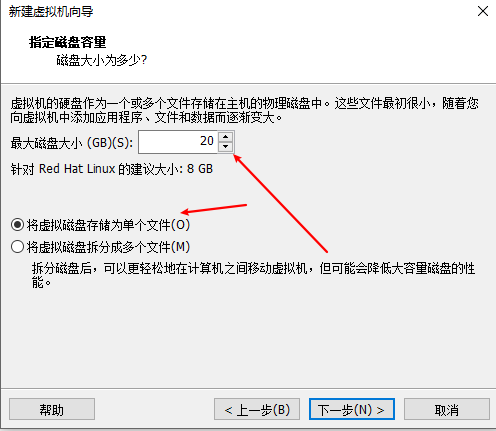 新建虚拟机向导
指定磁盘容量
磁盘大小为多少?
虚拟机的硬盘作为一个或多个文件存储在主机的物理磁盘中。这些文件最初很小，随着您
向虚拟机中添加应用程序、文件和数据而逐渐变大。
最大磁盘大小 (GB)(S): 20
针对 Red Hat Linux 的建议大小: 8 GB
将虚拟磁盘存储为单个文件(O)
将虚拟磁盘拆分成多个文件(M)
拆分磁盘后，可以更轻松地在计算机之间移动虚拟机，但可能会降低大容量磁盘的性
能。
帮助 < 上一步(B) 下一步(N) > 取消